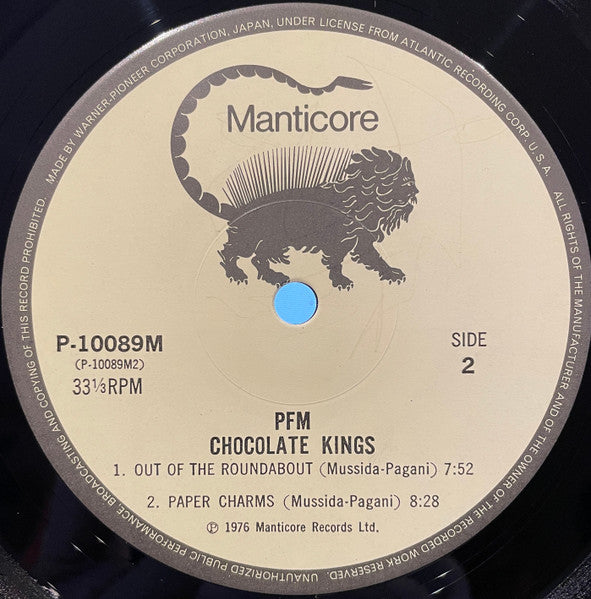 MADE BY WARNER-PIONEER CORPORATION, JAPAN, UNDER LICENSE FROM ATLANTIC RECORDING CORP. U.S.A.
ALL RIGHTS OF THE MANUFACTURER AND OF THE OWNER OF THE RECORDED WORK RESERVED. UNAUTHORIZED PUBLIC PERFORMANCE BROADCASTING AND COPYING OF THIS RECORD PROHIBITED.
Manticore
P-10089M
(P-10089M2)
33⅓RPM
SIDE
2
PFM
CHOCOLATE KINGS
1. OUT OF THE ROUNDABOUT (Mussida-Pagani) 7:52
2. PAPER CHARMS (Mussida-Pagani) 8:28
℗ 1976 Manticore Records Ltd.